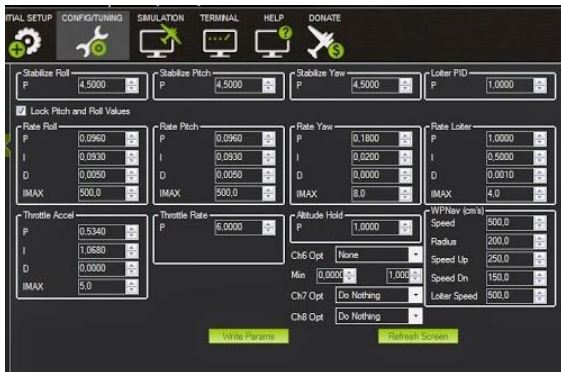 ITIAL SETUP CONFIG/TUNING SIMULATION TERMINAL HELP DONATE
Stabilize Roll
P 4,5000
Stabilize Pitch
P 4,5000
Stabilize Yaw
P 4,5000
Loiter PID
P 1,0000
Lock Pitch and Roll Values
Rate Roll
P 0,0960
I 0,0930
D 0,0050
IMAX 500,0
Rate Pitch
P 0,0960
I 0,0930
D 0,0050
IMAX 500,0
Rate Yaw
P 0,1800
I 0,0200
D 0,0000
IMAX 8,0
Rate Loiter
P 1,0000
I 0,5000
D 0,0010
IMAX 4,0
Throttle Accel
P 0,5340
I 1,0680
D 0,0000
IMAX 5,0
Throttle Rate
P 6,0000
Altitude Hold
P 1,0000
Ch6 Opt None
Min 0,000 1,000
Ch7 Opt Do Nothing
Ch8 Opt Do Nothing
WPNav (cm's)
Speed 500,0
Radius 200,0
Speed Up 250,0
Speed Dn 150,0
Loiter Speed 500,0
Write Params Refresh Screen